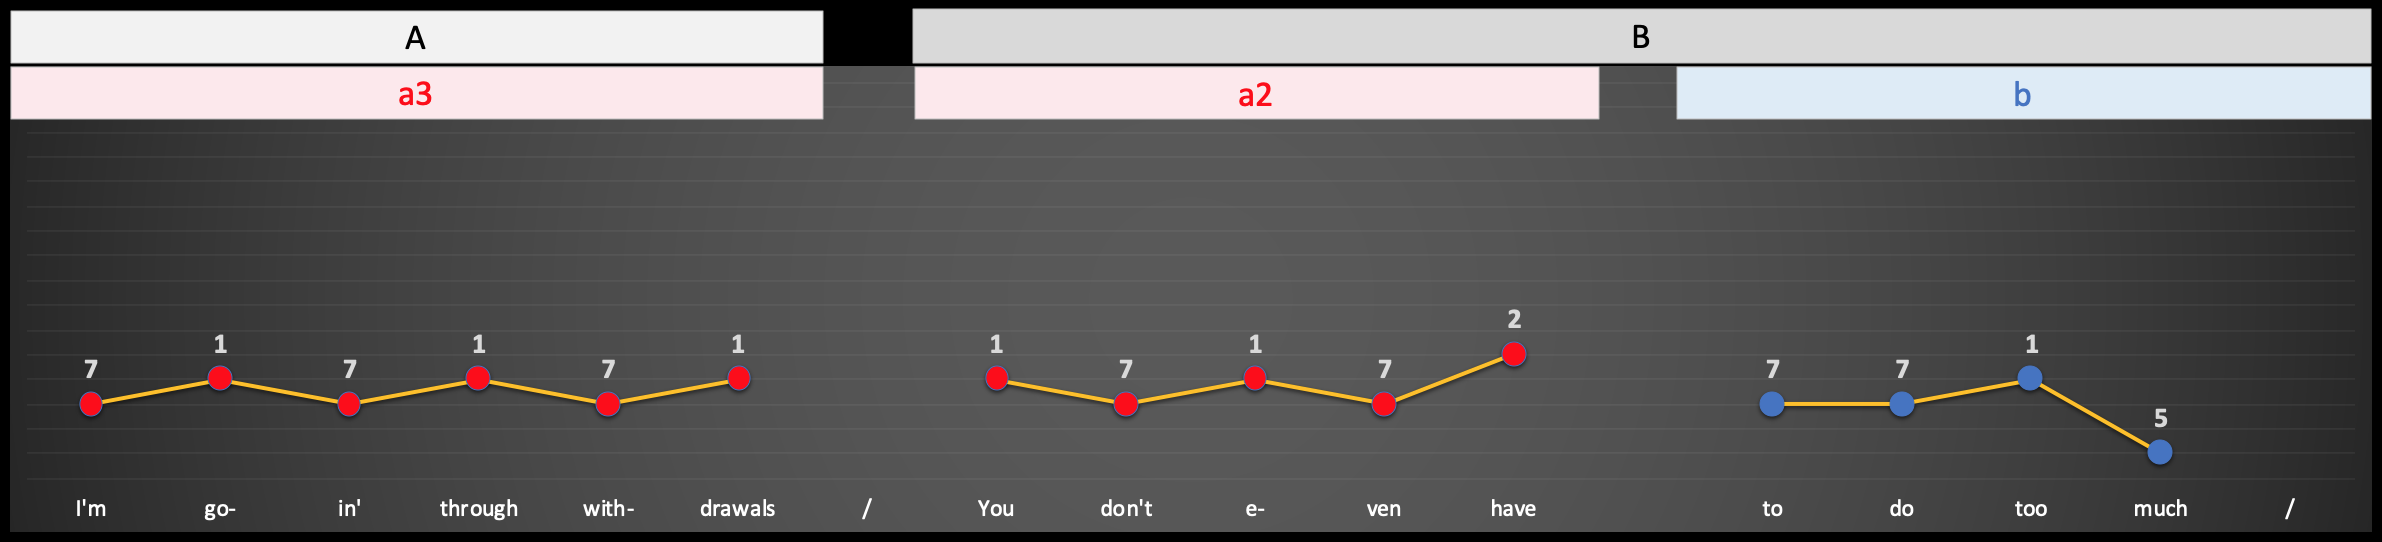 A B
a3 a2 b
2
1 1 1 1 1 1
7 7 7 7 7 7 7
5
I'm go- in' through with- drawals / You don't e- ven have to do too much /